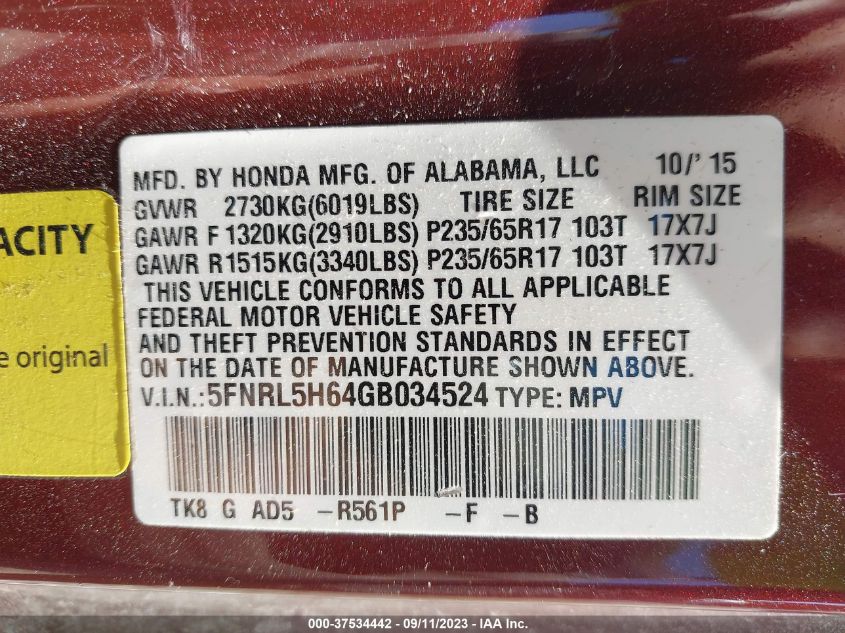 MFD. BY HONDA MFG. OF ALABAMA, LLC 10/'15
GVWR 2730KG(6019LBS) TIRE SIZE RIM SIZE
GAWR F 1320KG(2910LBS) P235/65R17 103T 17X7J
GAWR R1515KG(3340LBS) P235/65R17 103T 17X7J
THIS VEHICLE CONFORMS TO ALL APPLICABLE
FEDERAL MOTOR VEHICLE SAFETY
AND THEFT PREVENTION STANDARDS IN EFFECT
ON THE DATE OF MANUFACTURE SHOWN ABOVE.
V.I.N.:5FNRL5H64GB034524 TYPE: MPV
TK8 G AD5 –R561P –F –B
ACITY
e original
000-37534442 - 09/11/2023 - IAA Inc.